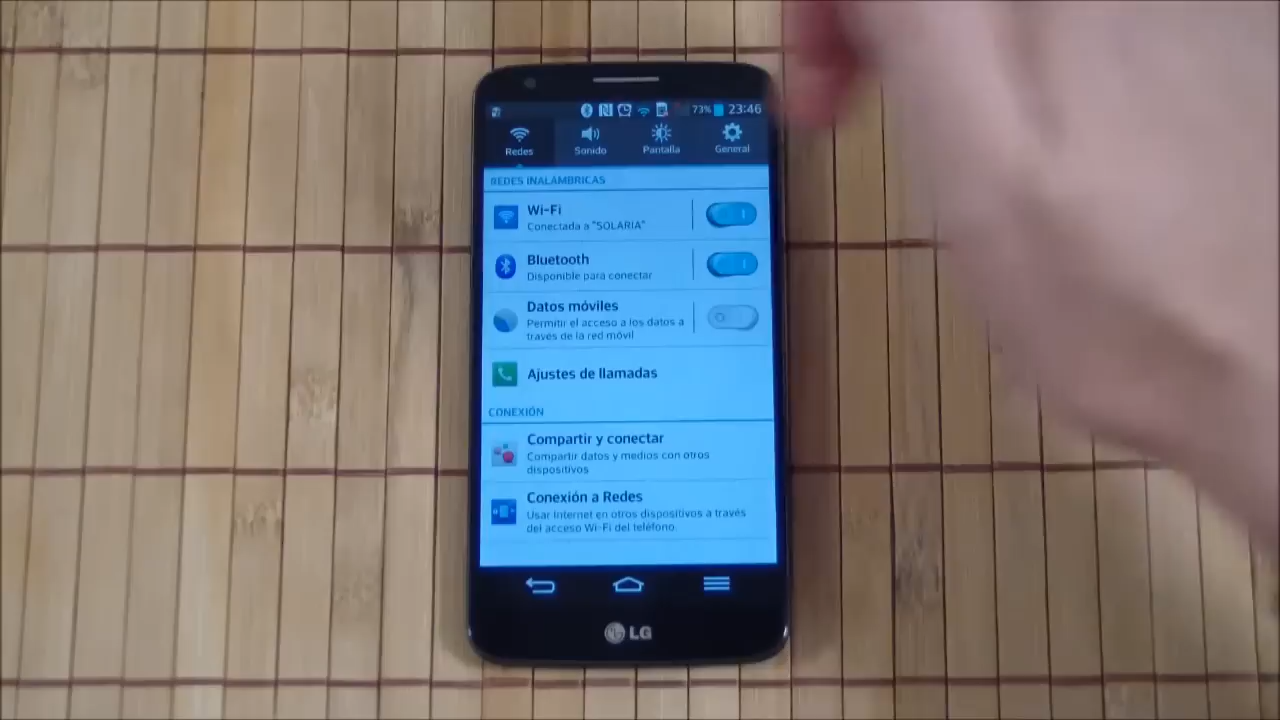 73% 23:46
Redes Sonido Pantalla General
REDES INALÁMBRICAS
Wi-Fi
Conectada a "SOLARIA"
Bluetooth
Disponible para conectar
Datos móviles
Permitir el acceso a los datos a
través de la red móvil
Ajustes de llamadas
CONEXIÓN
Compartir y conectar
Compartir datos y medios con otros
dispositivos
Conexión a Redes
Usar Internet en otros dispositivos a través
del acceso Wi-Fi del teléfono.
LG